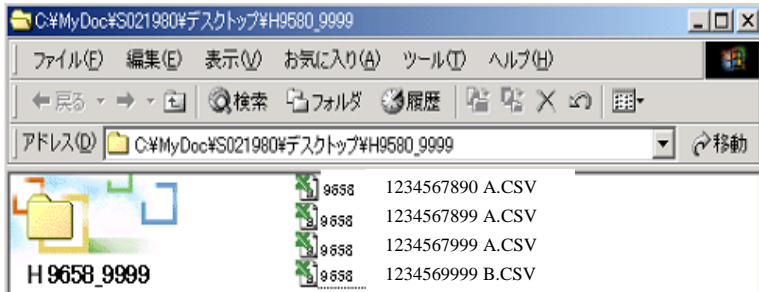 C:¥MyDoc¥S021980¥デスクトップ¥H9580_9999
ファイル(F) 編集(E) 表示(V) お気に入り(A) ツール(T) ヘルプ(H)
戻る 検索 フォルダ 履歴
アドレス(D) C:¥MyDoc¥S021980¥デスクトップ¥H9580_9999 移動
9658 1234567890 A.CSV
9658 1234567899 A.CSV
9658 1234567999 A.CSV
9658 1234569999 B.CSV
H 9658_9999